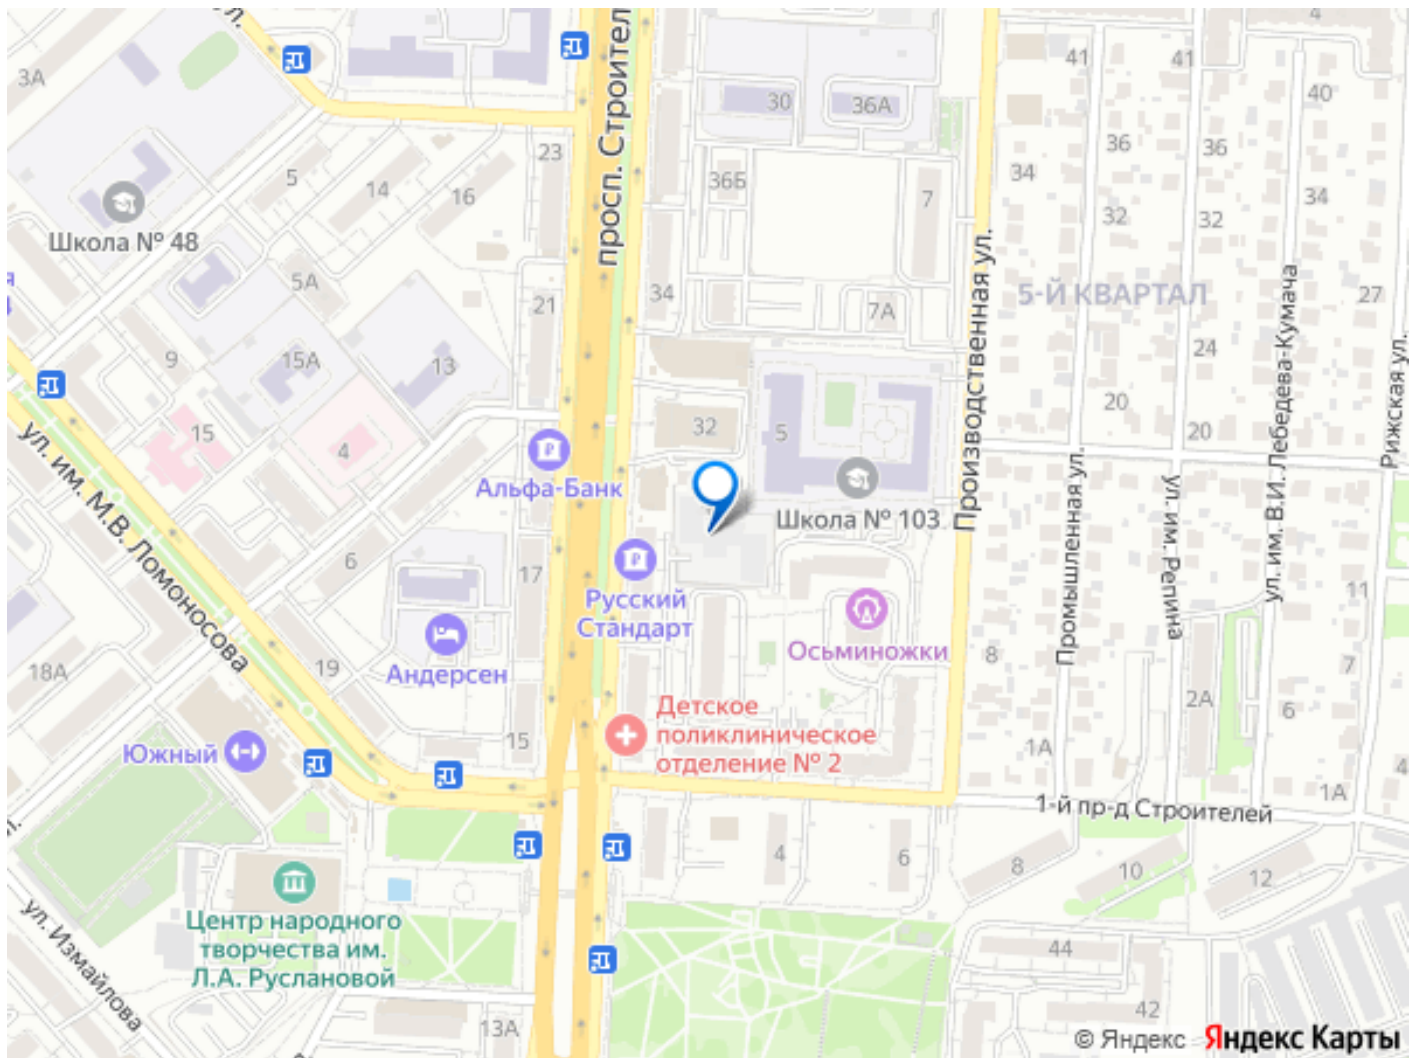 ул.
просп. Строител
3А
4
41
41
40
30
36А
23
5
14
16
36Б
7
34
36
36
34
32
32
Школа № 48
я
5А
21
34
7А
5-Й КВАРТАЛ
27
Производственная ул.
ул. им. В.И. Лебедева-Кумача
Рижская ул.
9
15А
13
24
20
20
15
4
32
5
Альфа-Банк
Школа № 103
ул. им. М.В. Ломоносова
Промышленная ул.
ул. им. Репина
6
17
Русский
Стандарт
11
Осьминожки
8
7
18А
19
Андерсен
2А
6
Детское
поликлиническое
отделение № 2
Южный
15
1А
1А
4
1-й пр-д Строителей
4
6
8
10
12
Центр народного
творчества им.
Л.А. Руслановой
ул. Измайлова
44
42
13А
© Яндекс Яндекс Карты